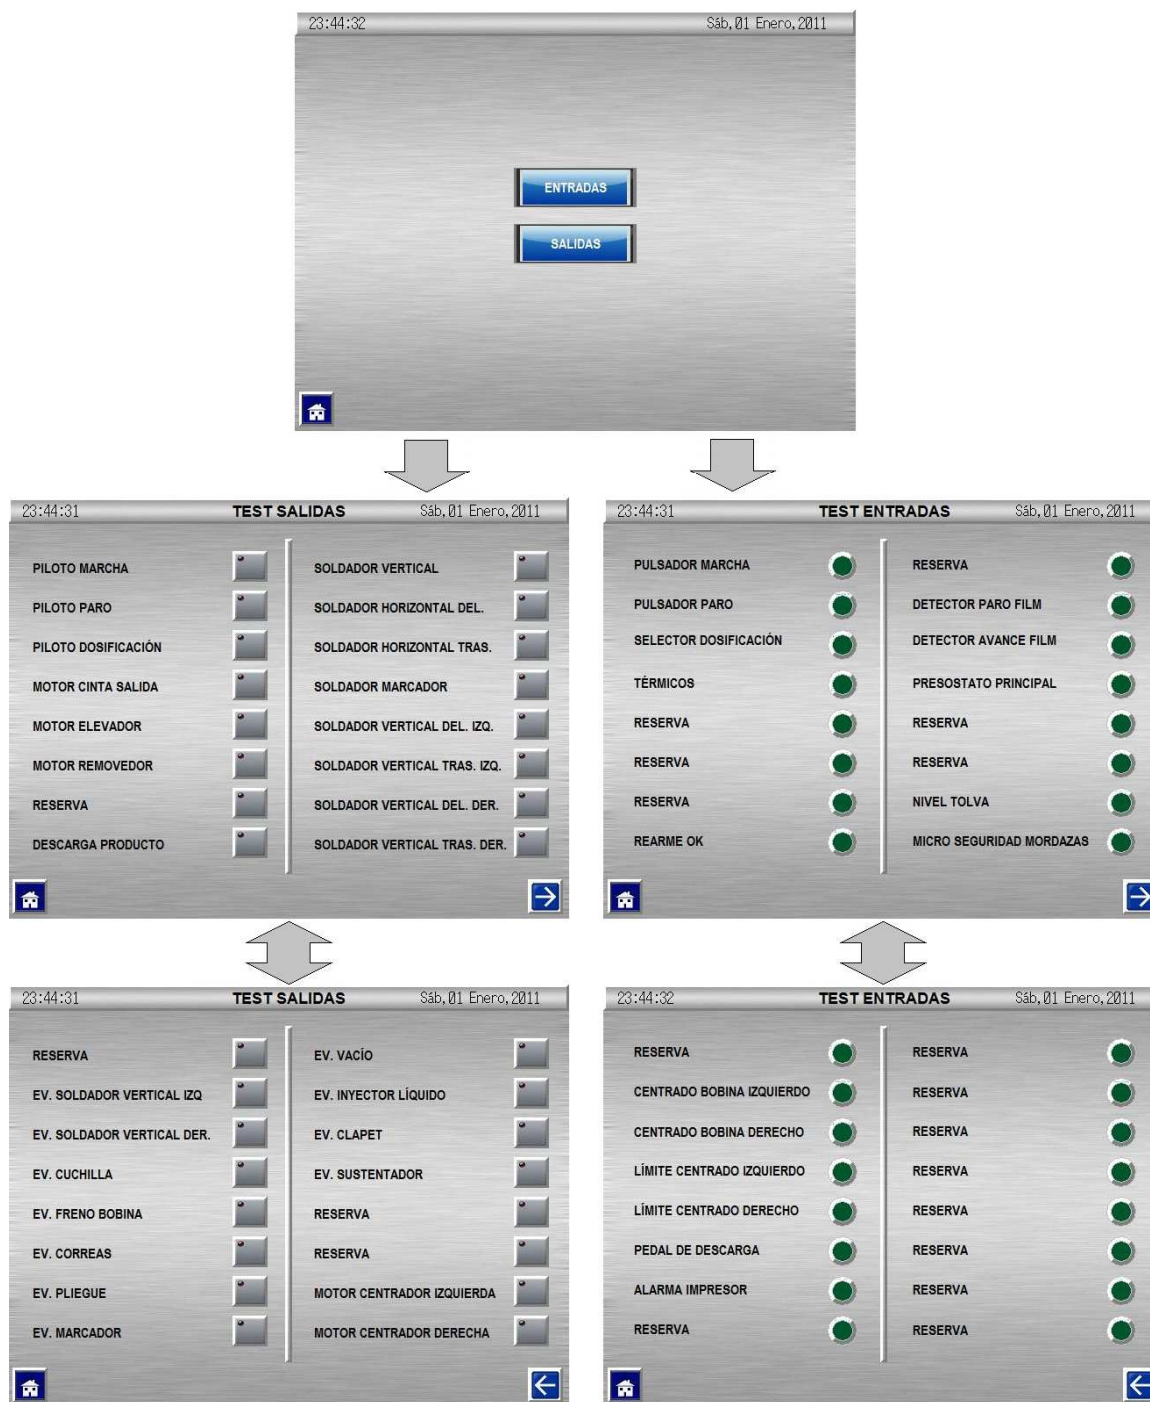 23:44:32 Sáb,01 Enero,2011
ENTRADAS
SALIDAS
23:44:31 TEST SALIDAS Sáb,01 Enero,2011
PILOTO MARCHA
PILOTO PARO
PILOTO DOSIFICACIÓN
MOTOR CINTA SALIDA
MOTOR ELEVADOR
MOTOR REMOVEDOR
RESERVA
DESCARGA PRODUCTO
SOLDADOR VERTICAL
SOLDADOR HORIZONTAL DEL.
SOLDADOR HORIZONTAL TRAS.
SOLDADOR MARCADOR
SOLDADOR VERTICAL DEL. IZQ.
SOLDADOR VERTICAL TRAS. IZQ.
SOLDADOR VERTICAL DEL. DER.
SOLDADOR VERTICAL TRAS. DER.
23:44:31 TEST ENTRADAS Sáb,01 Enero,2011
PULSADOR MARCHA
PULSADOR PARO
SELECTOR DOSIFICACIÓN
TÉRMICOS
RESERVA
RESERVA
RESERVA
REARME OK
RESERVA
DETECTOR PARO FILM
DETECTOR AVANCE FILM
PRESOSTATO PRINCIPAL
RESERVA
RESERVA
NIVEL TOLVA
MICRO SEGURIDAD MORDAZAS
23:44:31 TEST SALIDAS Sáb,01 Enero,2011
RESERVA
EV. SOLDADOR VERTICAL IZQ
EV. SOLDADOR VERTICAL DER.
EV. CUCHILLA
EV. FRENO BOBINA
EV. CORREAS
EV. PLIEGUE
EV. MARCADOR
EV. VACÍO
EV. INYECTOR LÍQUIDO
EV. CLAPET
EV. SUSTENTADOR
RESERVA
RESERVA
MOTOR CENTRADOR IZQUIERDA
MOTOR CENTRADOR DERECHA
23:44:32 TEST ENTRADAS Sáb,01 Enero,2011
RESERVA
CENTRADO BOBINA IZQUIERDO
CENTRADO BOBINA DERECHO
LÍMITE CENTRADO IZQUIERDO
LÍMITE CENTRADO DERECHO
PEDAL DE DESCARGA
ALARMA IMPRESOR
RESERVA
RESERVA
RESERVA
RESERVA
RESERVA
RESERVA
RESERVA
RESERVA
RESERVA